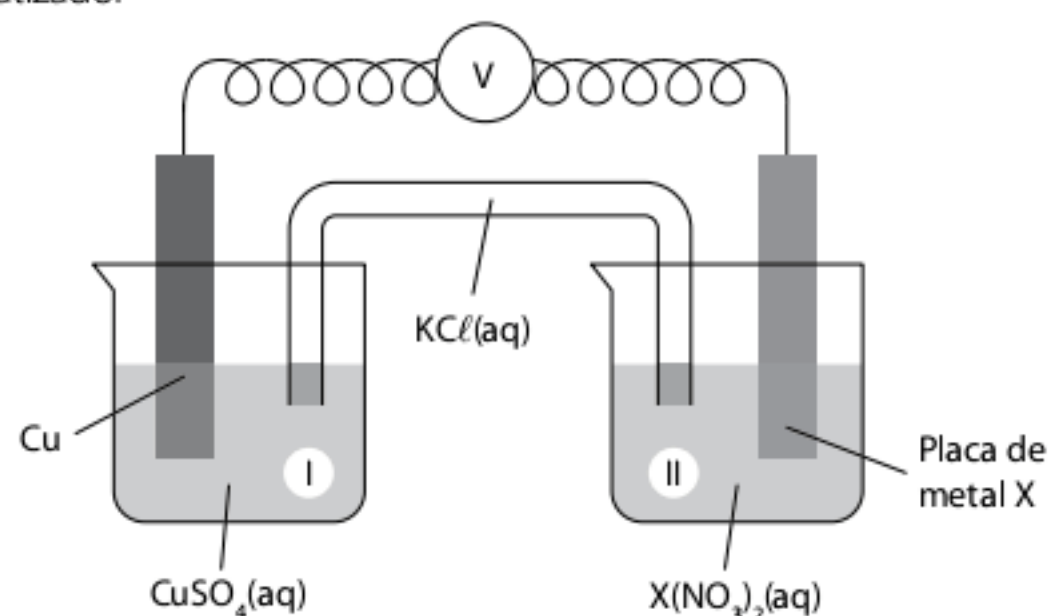 V
KCℓ(aq)
Cu
I
II
Placa de
metal X
CuSO₄(aq)
X(NO₃)₂(aq)